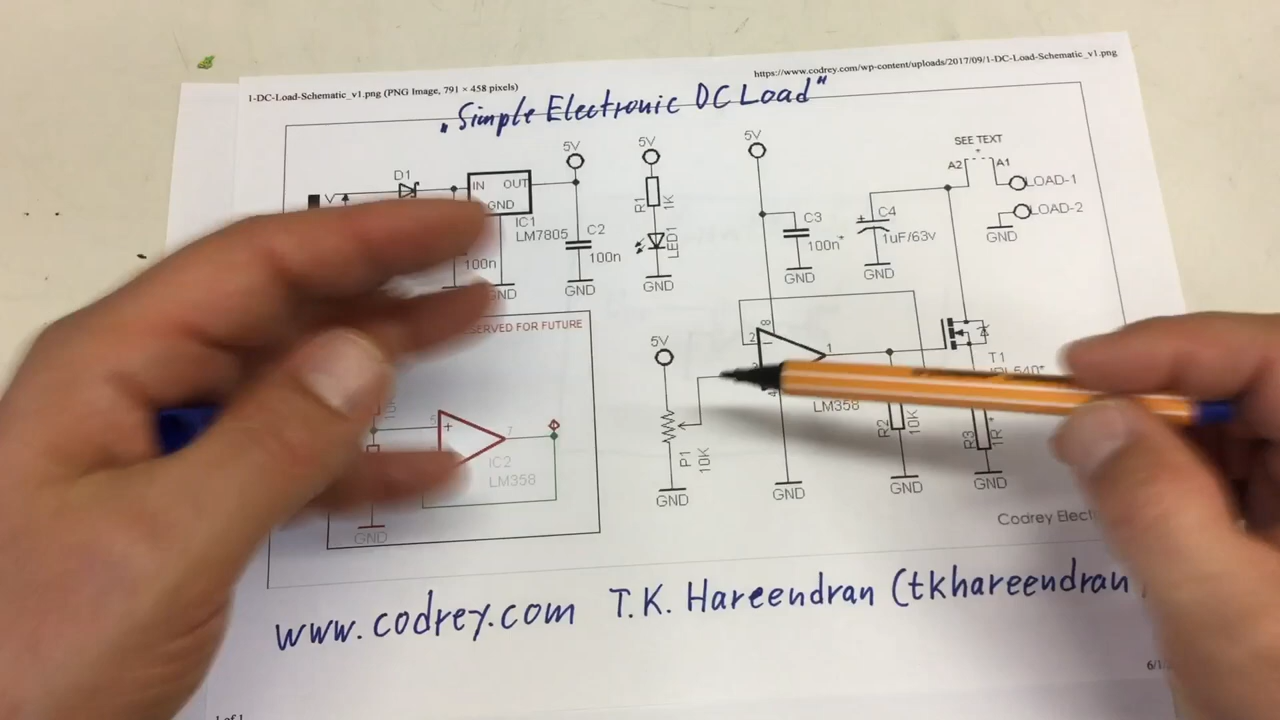 https://www.codrey.com/wp-content/uploads/2017/09/1-DC-Load-Schematic_v1.png
1-DC-Load-Schematic_v1.png (PNG Image, 791 × 458 pixels)
„Simple Electronic DC Load"
5V
5V
5V
SEE TEXT
D1
A2
A1
IN OUT
GND
V
R1
1K
LOAD-1
LOAD-2
IC1
LM7805
C2
100n
LED1
C3
100n*
C4
1uF/63v
GND
100n
GND
GND
GND
GND
GND
FOR FUTURE
5V
8
2
1
4
T1
LM358
P1
10K
R2
10K
R3
1R*
5
+
7
IC2
LM358
GND
GND
GND
GND
GND
Codrey
www.codrey.com T.K. Hareendran (tkhareendran